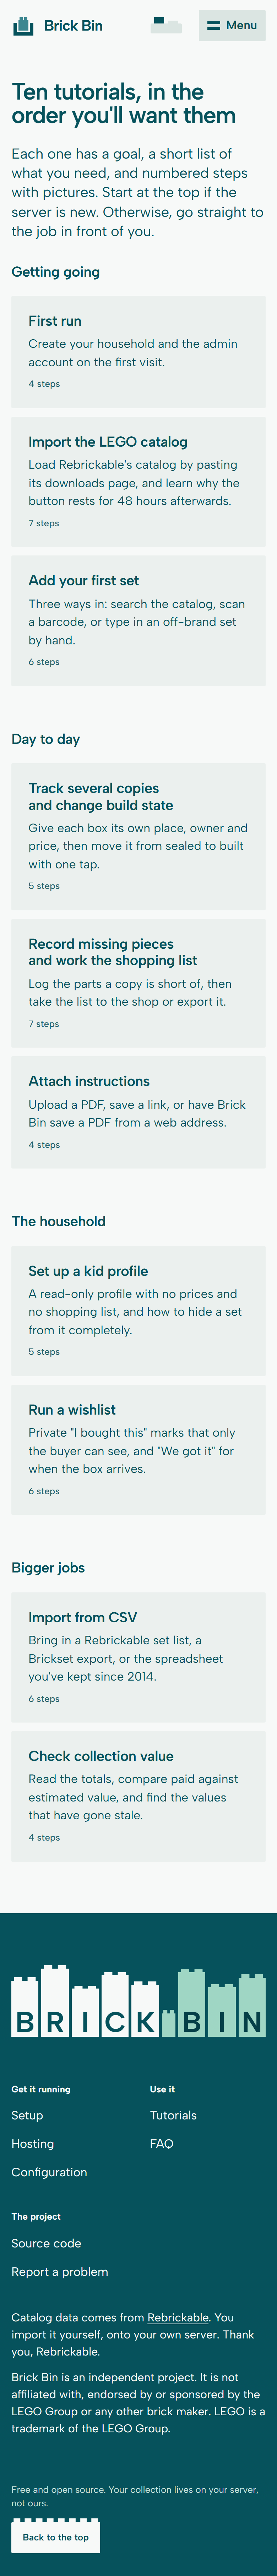 Brick Bin
Menu
Ten tutorials, in the
order you'll want them
Each one has a goal, a short list of
what you need, and numbered steps
with pictures. Start at the top if the
server is new. Otherwise, go straight to
the job in front of you.
Getting going
First run
Create your household and the admin
account on the first visit.
4 steps
Import the LEGO catalog
Load Rebrickable's catalog by pasting
its downloads page, and learn why the
button rests for 48 hours afterwards.
7 steps
Add your first set
Three ways in: search the catalog, scan
a barcode, or type in an off-brand set
by hand.
6 steps
Day to day
Track several copies
and change build state
Give each box its own place, owner and
price, then move it from sealed to built
with one tap.
5 steps
Record missing pieces
and work the shopping list
Log the parts a copy is short of, then
take the list to the shop or export it.
7 steps
Attach instructions
Upload a PDF, save a link, or have Brick
Bin save a PDF from a web address.
4 steps
The household
Set up a kid profile
A read-only profile with no prices and
no shopping list, and how to hide a set
from it completely.
5 steps
Run a wishlist
Private "I bought this" marks that only
the buyer can see, and "We got it" for
when the box arrives.
6 steps
Bigger jobs
Import from CSV
Bring in a Rebrickable set list, a
Brickset export, or the spreadsheet
you've kept since 2014.
6 steps
Check collection value
Read the totals, compare paid against
estimated value, and find the values
that have gone stale.
4 steps
BRICK BIN
Get it running
Setup
Hosting
Configuration
Use it
Tutorials
FAQ
The project
Source code
Report a problem
Catalog data comes from Rebrickable. You
import it yourself, onto your own server. Thank
you, Rebrickable.
Brick Bin is an independent project. It is not
affiliated with, endorsed by or sponsored by the
LEGO Group or any other brick maker. LEGO is a
trademark of the LEGO Group.
Free and open source. Your collection lives on your server,
not ours.
Back to the top